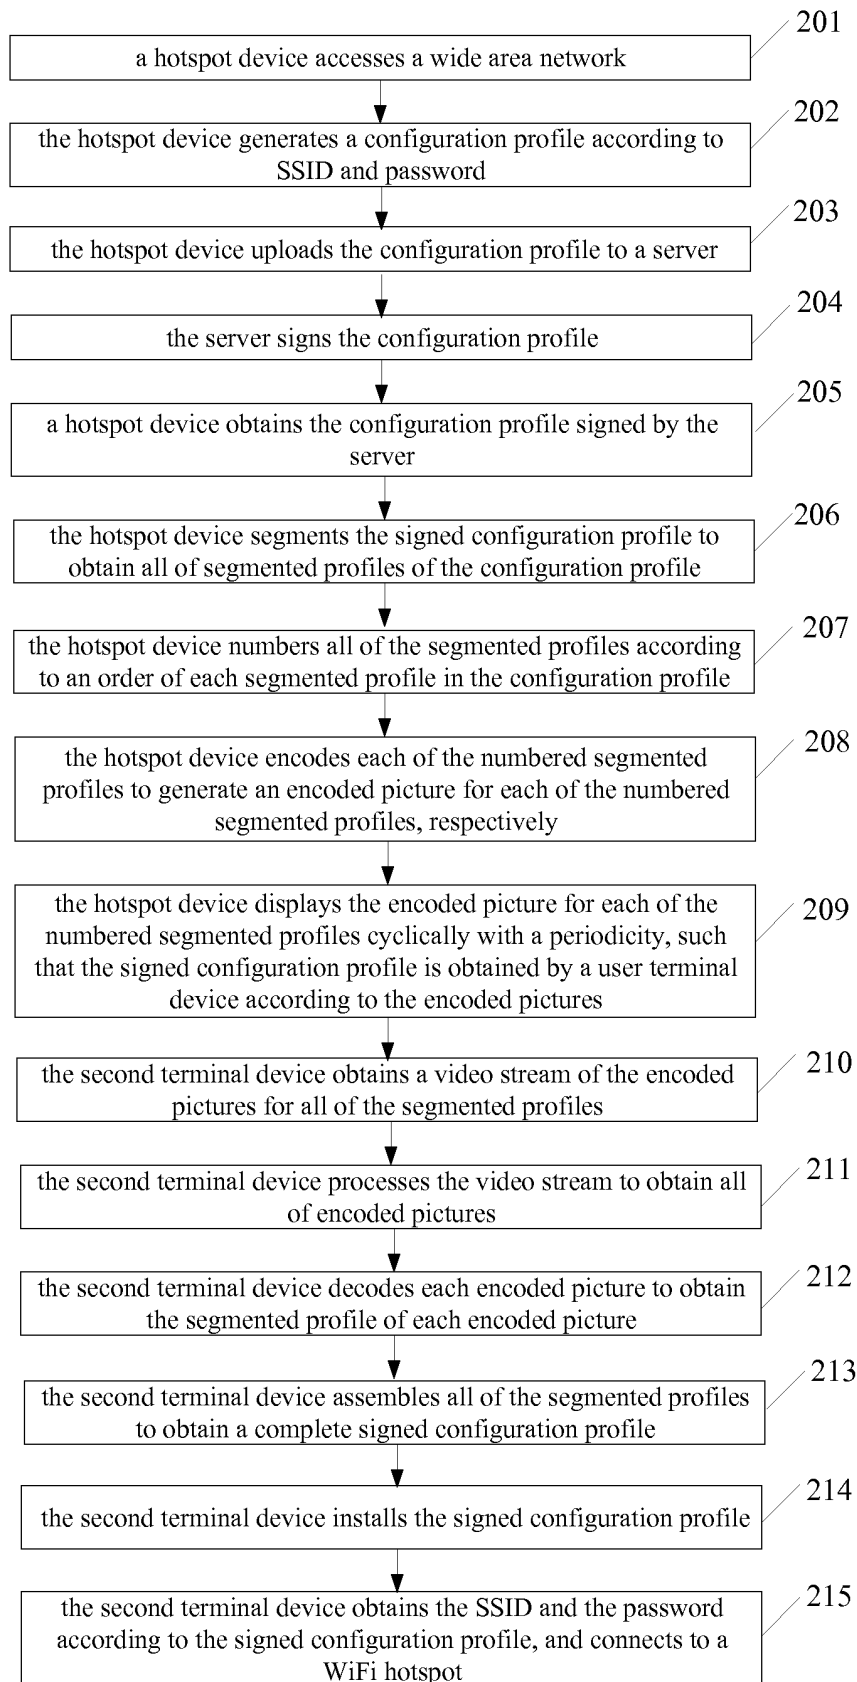 201
a hotspot device accesses a wide area network
202
the hotspot device generates a configuration profile according to
SSID and password
203
the hotspot device uploads the configuration profile to a server
204
the server signs the configuration profile
205
a hotspot device obtains the configuration profile signed by the
server
206
the hotspot device segments the signed configuration profile to
obtain all of segmented profiles of the configuration profile
207
the hotspot device numbers all of the segmented profiles according
to an order of each segmented profile in the configuration profile
208
the hotspot device encodes each of the numbered segmented
profiles to generate an encoded picture for each of the numbered
segmented profiles, respectively
209
the hotspot device displays the encoded picture for each of the
numbered segmented profiles cyclically with a periodicity, such
that the signed configuration profile is obtained by a user terminal
device according to the encoded pictures
210
the second terminal device obtains a video stream of the encoded
pictures for all of the segmented profiles
211
the second terminal device processes the video stream to obtain all
of encoded pictures
212
the second terminal device decodes each encoded picture to obtain
the segmented profile of each encoded picture
213
the second terminal device assembles all of the segmented profiles
to obtain a complete signed configuration profile
214
the second terminal device installs the signed configuration profile
215
the second terminal device obtains the SSID and the password
according to the signed configuration profile, and connects to a
WiFi hotspot